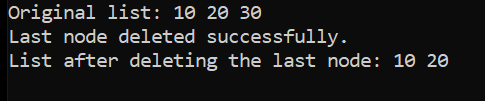 Original list: 10 20 30
Last node deleted successfully.
List after deleting the last node: 10 20